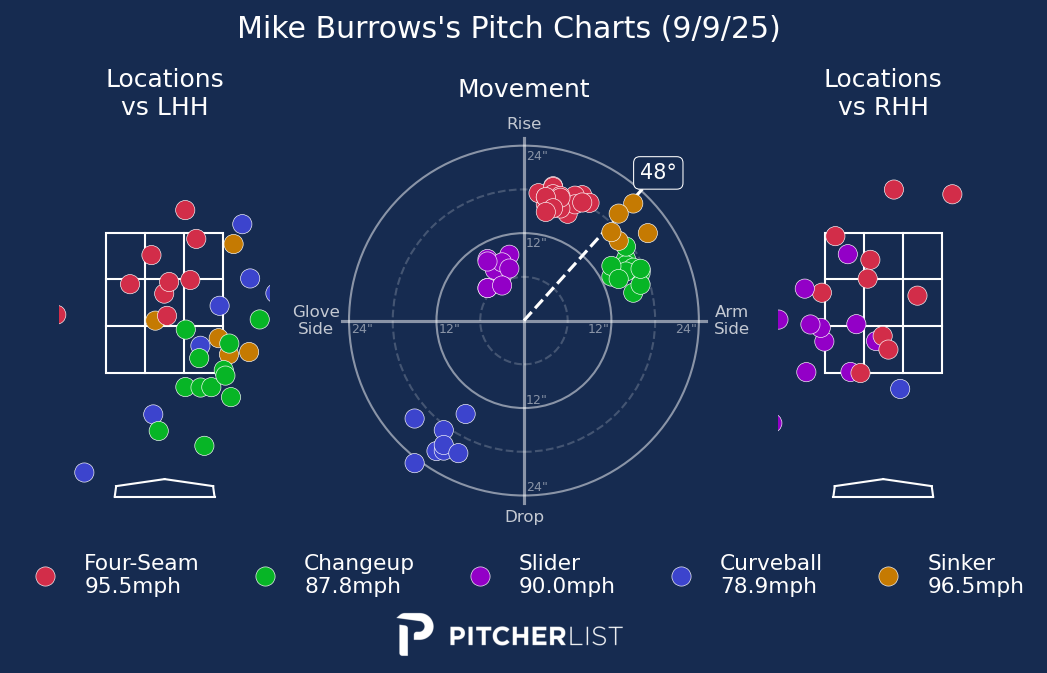 Mike Burrows's Pitch Charts (9/9/25)
Locations
vs LHH
Movement
Locations
vs RHH
Rise
24"
48°
12"
Glove
Side
24"
12"
12"
24"
Arm
Side
12"
24"
Drop
Four-Seam
95.5mph
Changeup
87.8mph
Slider
90.0mph
Curveball
78.9mph
Sinker
96.5mph
PITCHERLIST